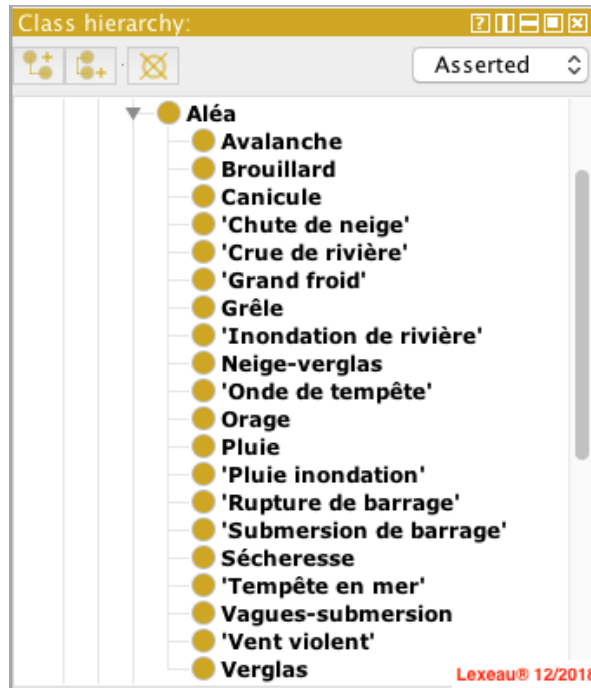 Class hierarchy:
Asserted
Aléa
Avalanche
Brouillard
Canicule
'Chute de neige'
'Crue de rivière'
'Grand froid'
Grêle
'Inondation de rivière'
Neige-verglas
'Onde de tempête'
Orage
Pluie
'Pluie inondation'
'Rupture de barrage'
'Submersion de barrage'
Sécheresse
'Tempête en mer'
Vagues-submersion
'Vent violent'
Verglas
Lexeau® 12/2018